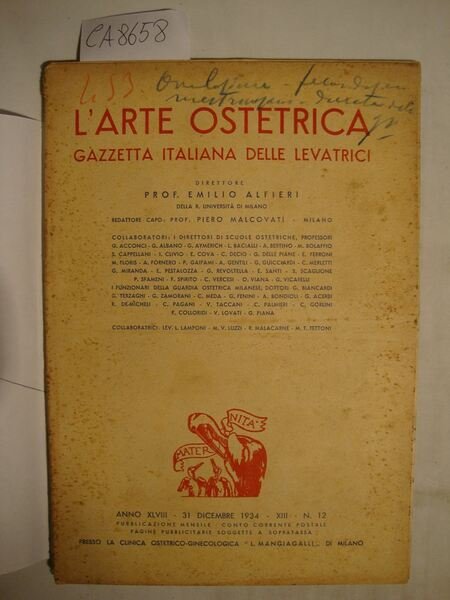 CA8658
L'ARTE OSTETRICA
GAZZETTA ITALIANA DELLE LEVATRICI
DIRETTORE
PROF. EMILIO ALFIERI
DELLA R. UNIVERSITÀ DI MILANO
REDATTORE CAPO: PROF. PIERO MALCOVATI - MILANO
COLLABORATORI: I DIRETTORI DI SCUOLE OSTETRICHE, PROFESSORI
G. ACCONCI - G. ALBANO - G. AYMERICH - L. BACIALLI - A. BERTINO - M. BOLAFFIO
S. CAPPELLANI - I. CLIVIO - E. COVA - C. DECIO - G. DELLE PIANE - E. FERRONI
M. FLORIS - A. FORNERO - P. GAIFAMI - A. GENTILI - G. GUICCIARDI - C. MERLETTI
G. MIRANDA - E. PESTALOZZA - G. REVOLTELLA - E. SANTI - S. SCAGLIONE
P. SFAMENI - F. SPIRITO - C. VERCESI - O. VIANA - G. VICARELLI
I FUNZIONARI DELLA GUARDIA OSTETRICA MILANESE, DOTTORI G. BIANCARDI
D. TERZAGHI - G. ZAMORANI - C. MEDA - G. FENINI - A. BONDIOLI - G. ACERBI
E. DE-MICHELI - C. PAGANI - V. TACCANI - C. PALMIERI - C. GORLINI
E. COLLORIDI - V. LOVATI - G. PIANA
COLLABORATRICI: LEV. L. LAMPONI - M. V. LUZZI - R. MALACARNE - M. T. TETTONI
MATER NITA'
ANNO XLVIII - 31 DICEMBRE 1934 - XIII - N. 12
PUBBLICAZIONE MENSILE - CONTO CORRENTE POSTALE
PAGINE PUBBLICITARIE SOGGETTE A SOPRATASSA
PRESSO LA CLINICA OSTETRICO-GINECOLOGICA "L. MANGIAGALLI" DI MILANO